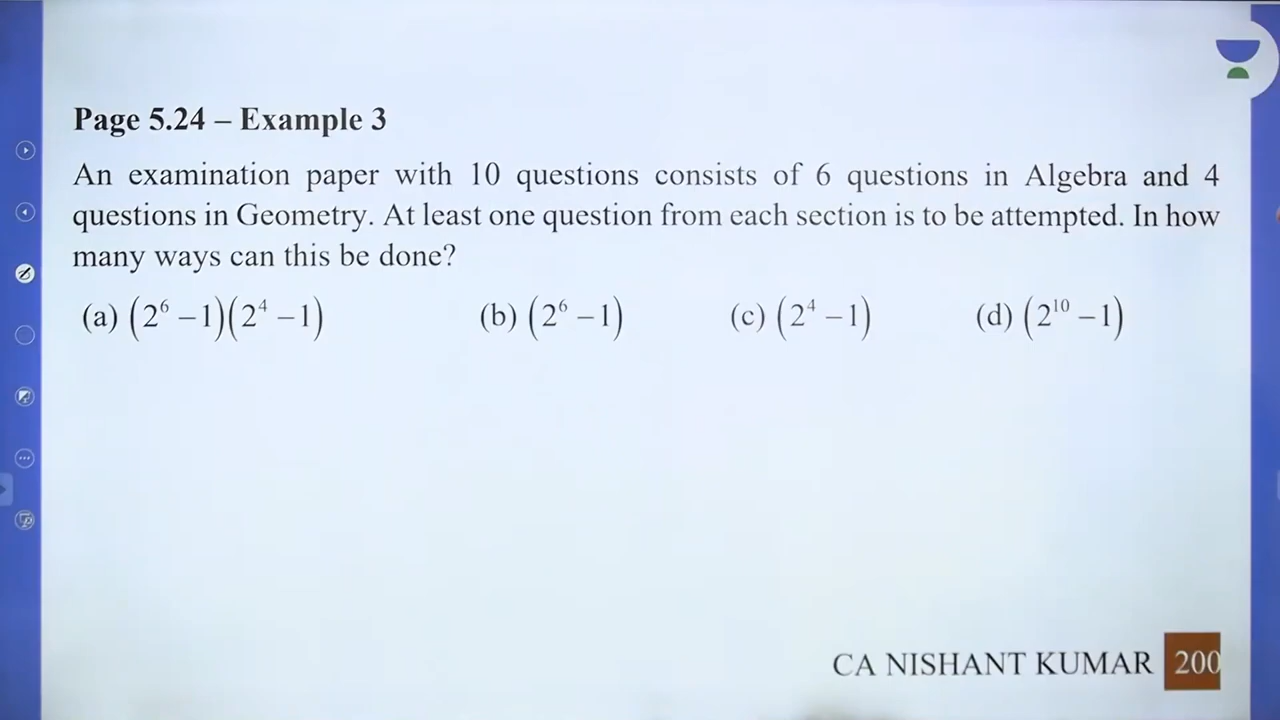 Page 5.24 – Example 3
An examination paper with 10 questions consists of 6 questions in Algebra and 4
questions in Geometry. At least one question from each section is to be attempted. In how
many ways can this be done?
(a) (2⁶ – 1)(2⁴ – 1) (b) (2⁶ – 1) (c) (2⁴ – 1) (d) (2¹⁰ – 1)
CA NISHANT KUMAR 200